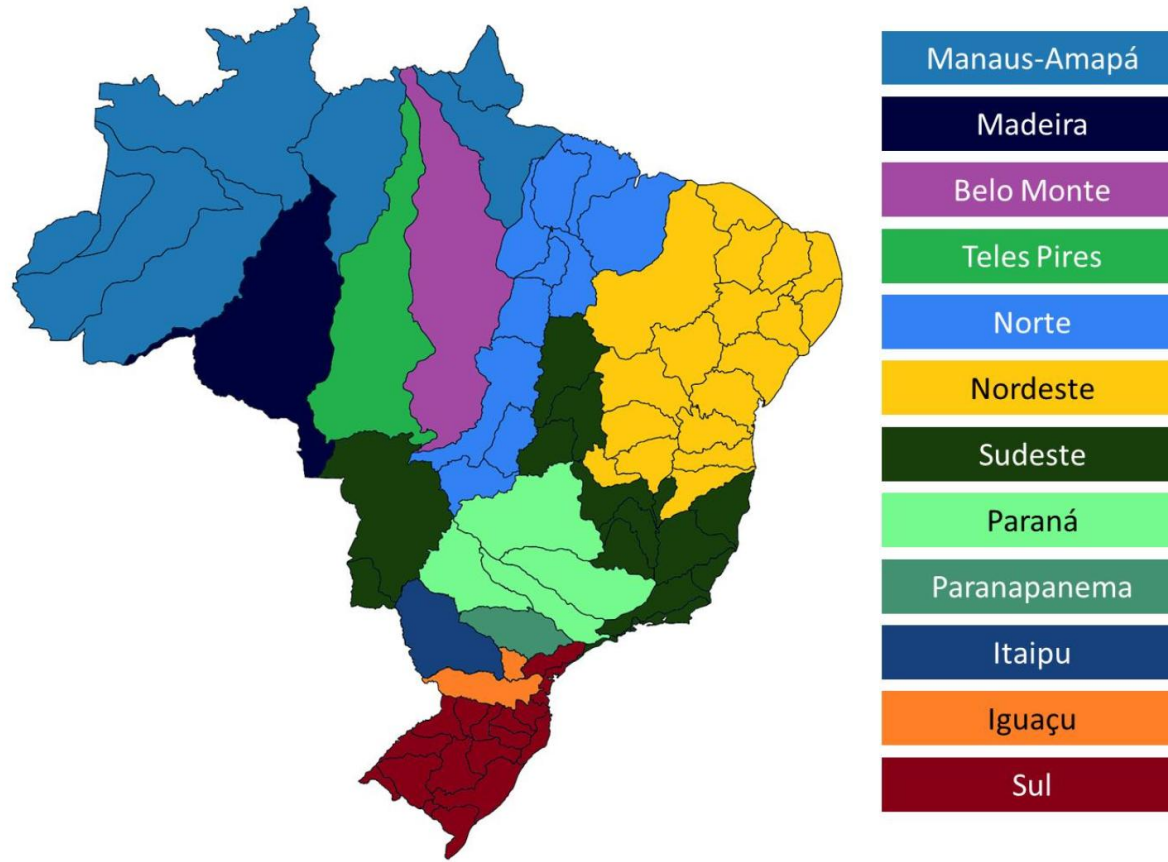 Manaus-Amapá
Madeira
Belo Monte
Teles Pires
Norte
Nordeste
Sudeste
Paraná
Paranapanema
Itaipu
Iguaçu
Sul